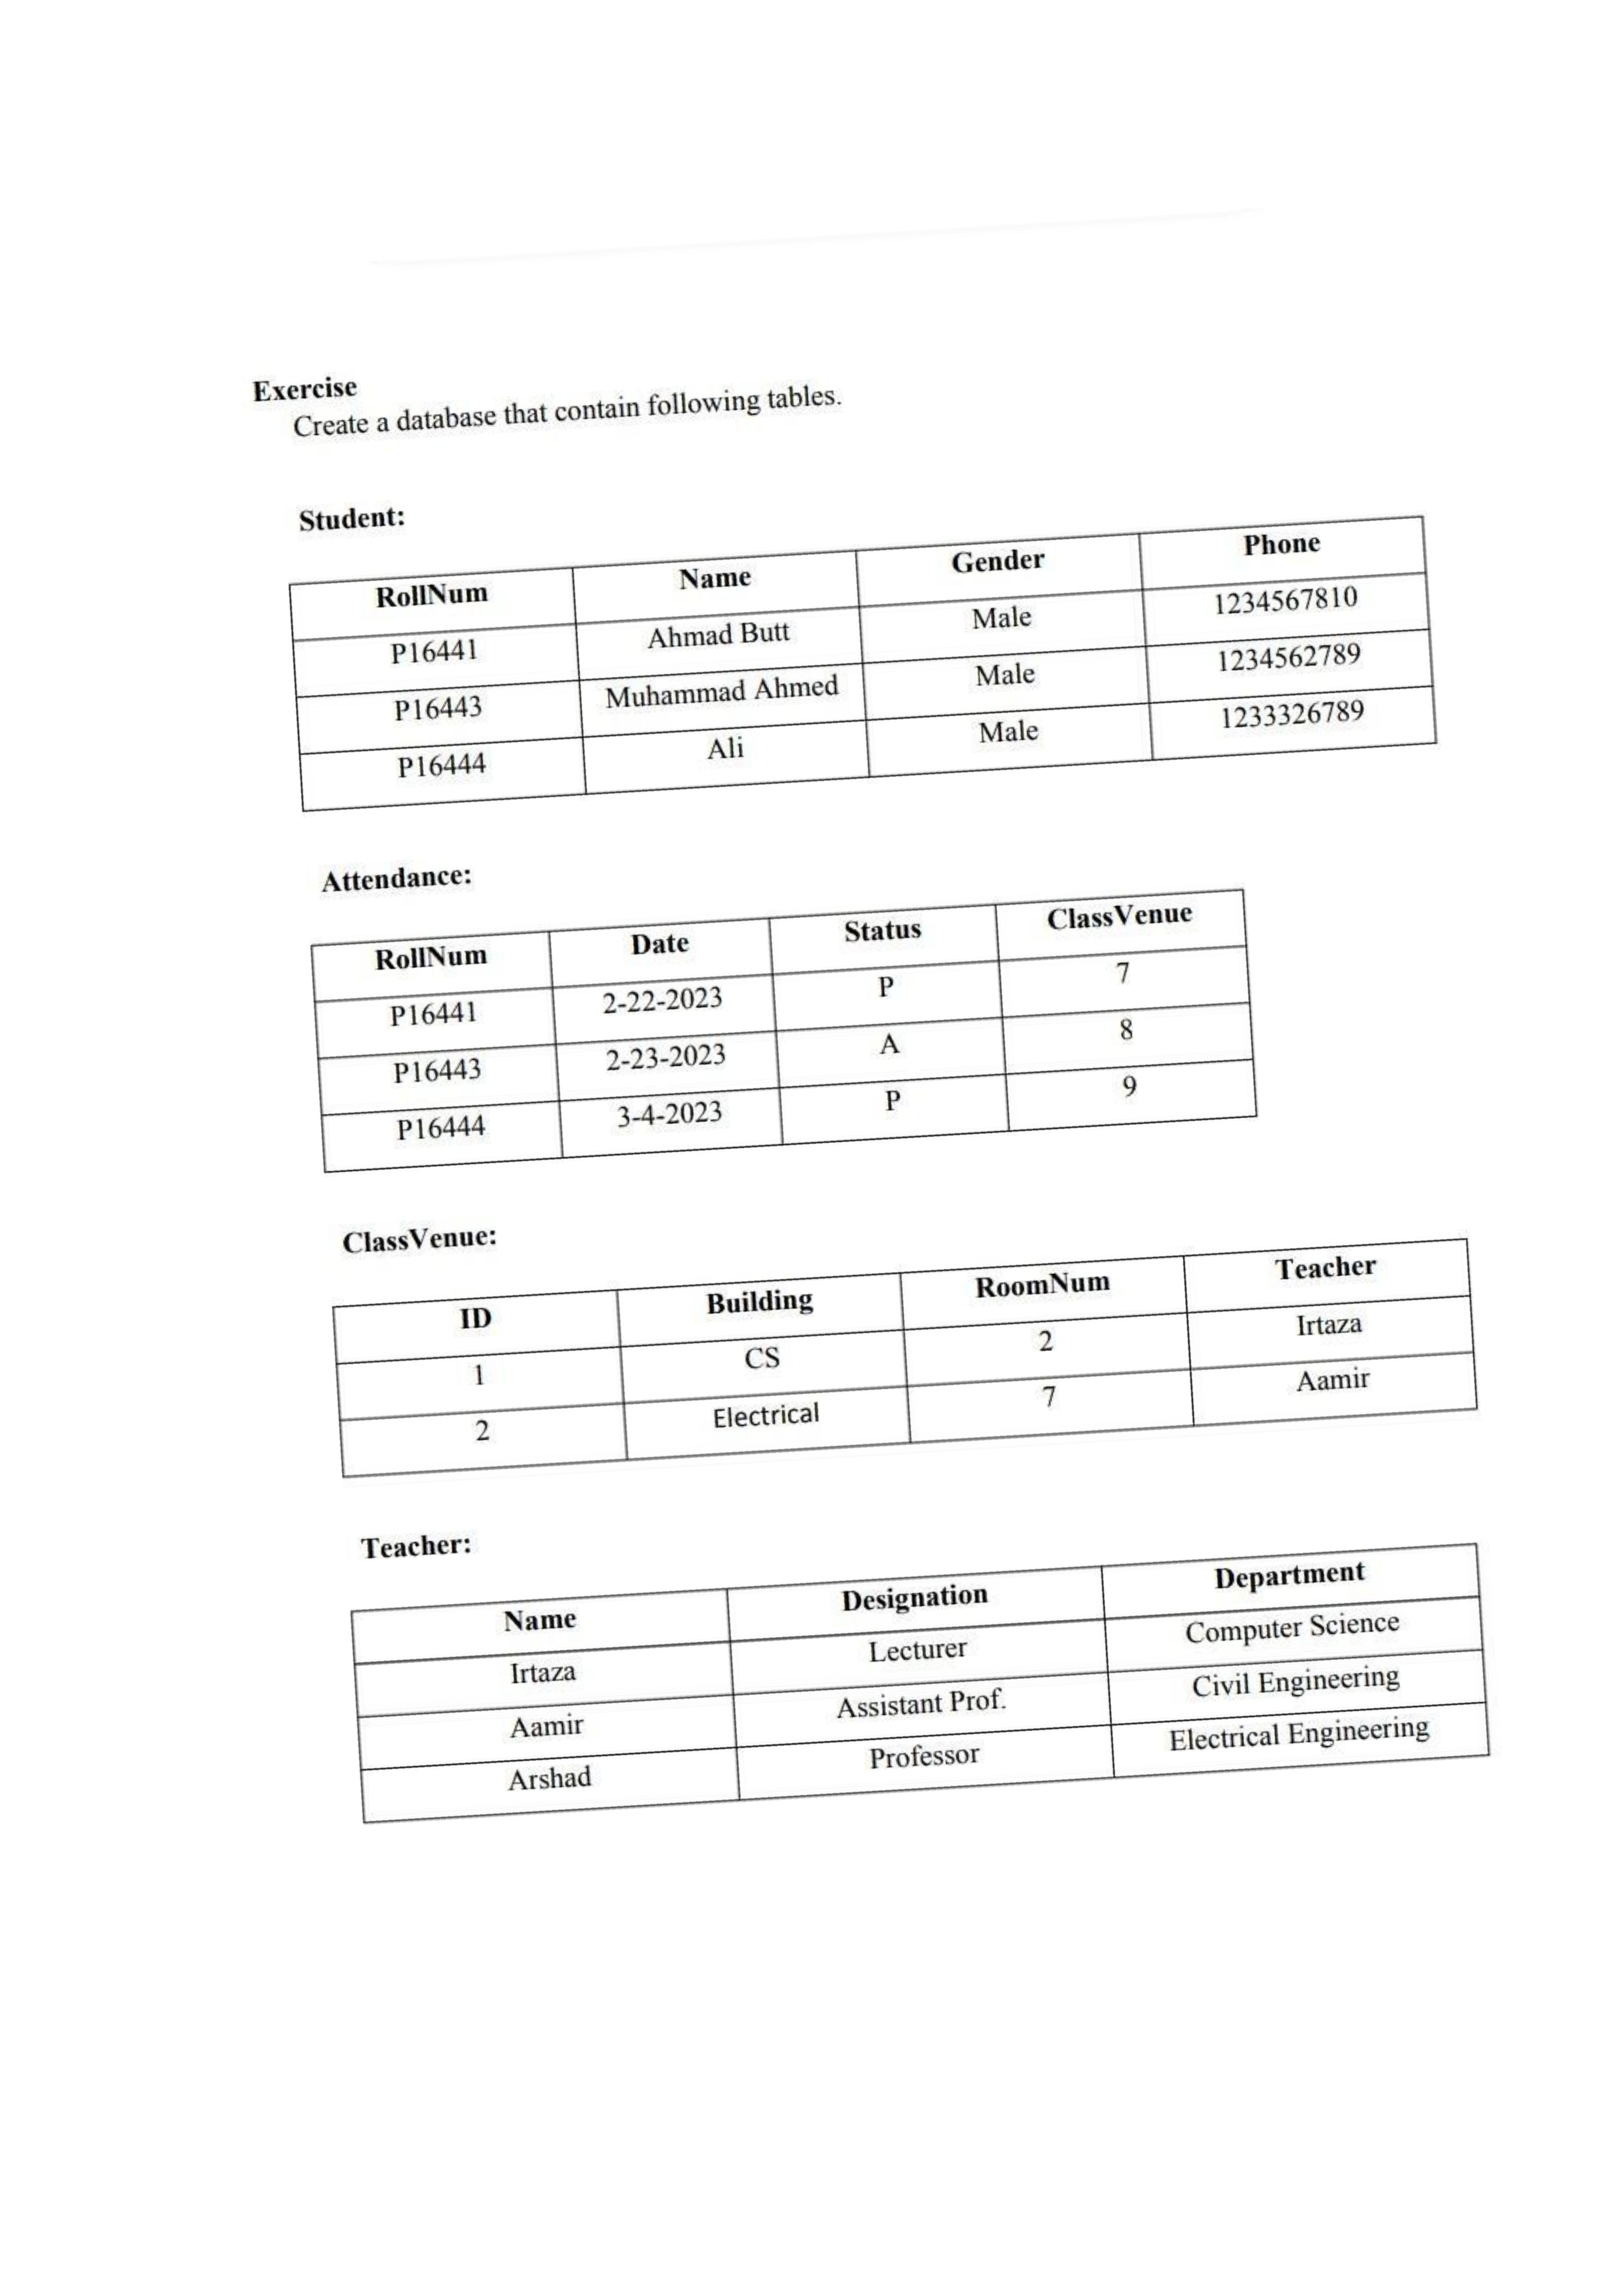 Exercise
Create a database that contain following tables.
Student:
RollNum Name Gender Phone
P16441 Ahmad Butt Male 1234567810
P16443 Muhammad Ahmed Male 1234562789
P16444 Ali Male 1233326789
Attendance:
RollNum Date Status ClassVenue
P16441 2-22-2023 P 7
P16443 2-23-2023 A 8
P16444 3-4-2023 P 9
ClassVenue:
ID Building RoomNum Teacher
1 CS 2 Irtaza
2 Electrical 7 Aamir
Teacher:
Name Designation Department
Irtaza Lecturer Computer Science
Aamir Assistant Prof. Civil Engineering
Arshad Professor Electrical Engineering